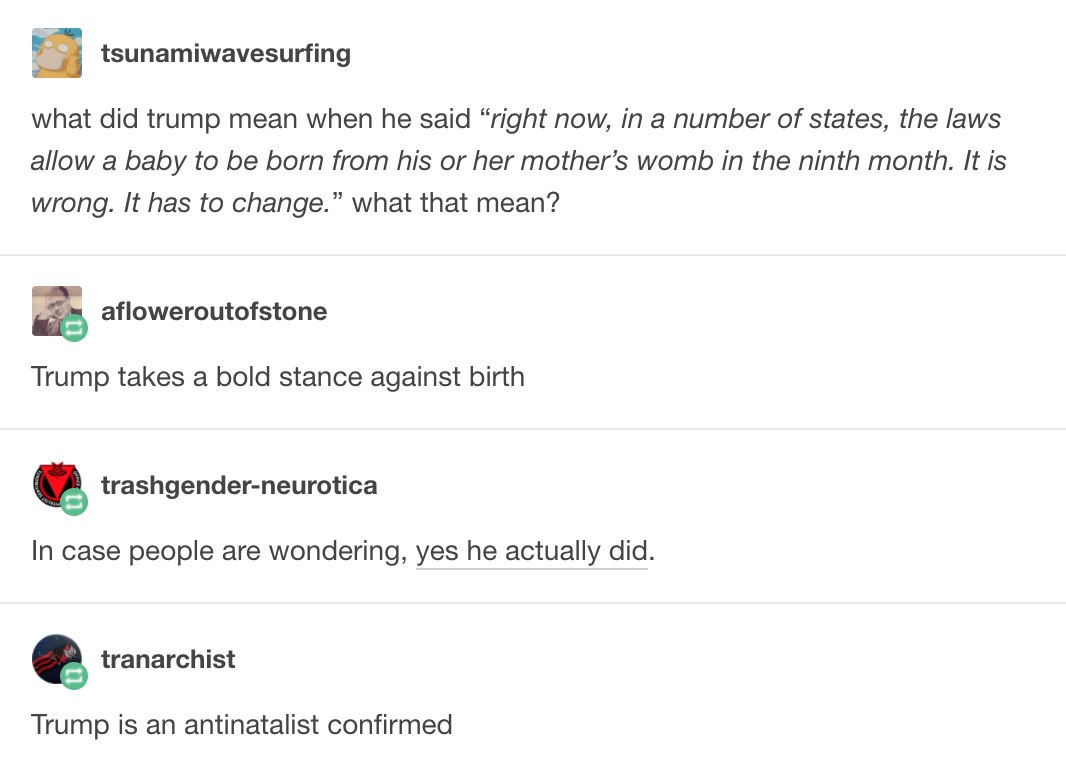 tsunamiwavesurfing
what did trump mean when he said “right now, in a number of states, the laws
allow a baby to be born from his or her mother’s womb in the ninth month. It is
wrong. It has to change.” what that mean?
afloweroutofstone
Trump takes a bold stance against birth
trashgender-neurotica
In case people are wondering, yes he actually did.
tranarchist
Trump is an antinatalist confirmed